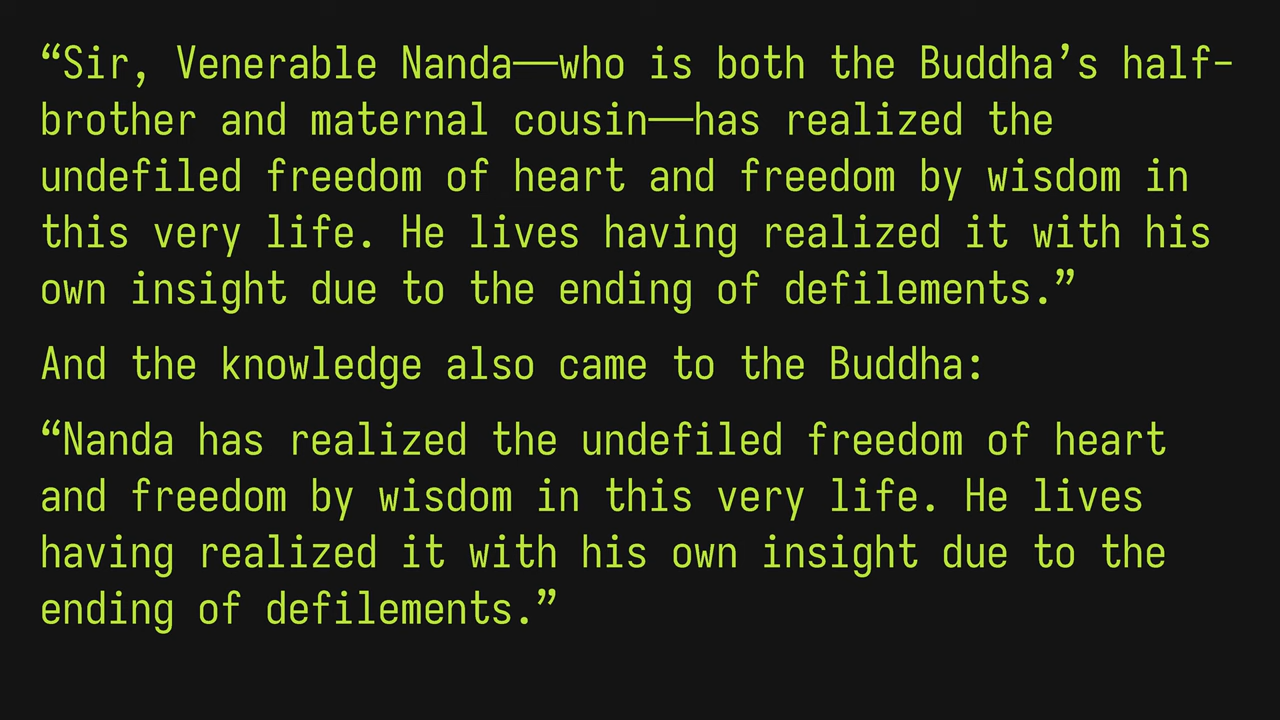 “Sir, Venerable Nanda—who is both the Buddha’s half-
brother and maternal cousin—has realized the
undefiled freedom of heart and freedom by wisdom in
this very life. He lives having realized it with his
own insight due to the ending of defilements.”
And the knowledge also came to the Buddha:
“Nanda has realized the undefiled freedom of heart
and freedom by wisdom in this very life. He lives
having realized it with his own insight due to the
ending of defilements.”